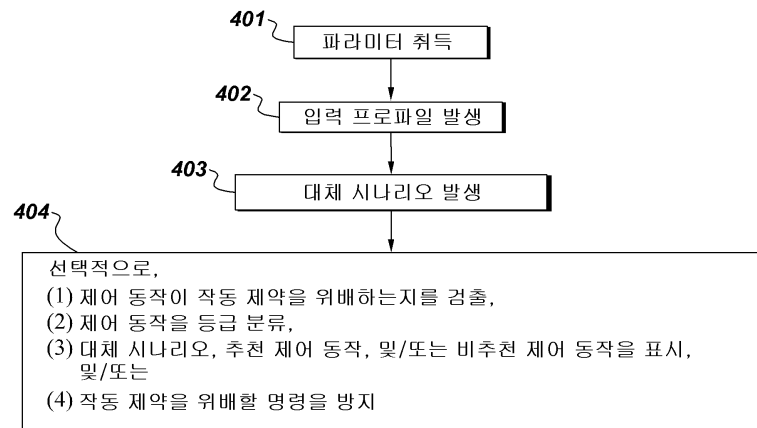 401
파라미터 취득
402
입력 프로파일 발생
403
대체 시나리오 발생
404
선택적으로,
(1) 제어 동작이 작동 제약을 위배하는지를 검출,
(2) 제어 동작을 등급 분류,
(3) 대체 시나리오, 추천 제어 동작, 및/또는 비추천 제어 동작을 표시,
및/또는
(4) 작동 제약을 위배할 명령을 방지